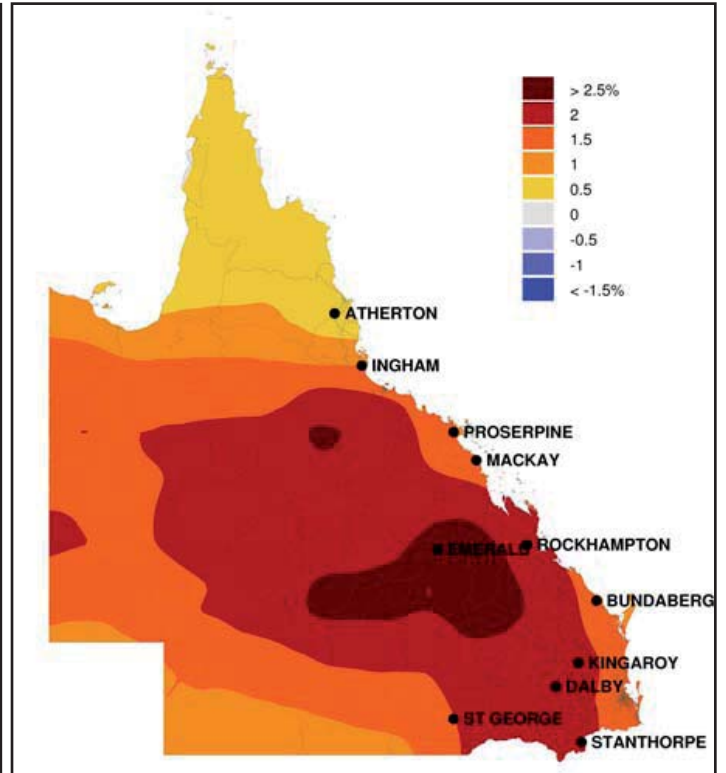 > 2.5%
2
1.5
1
0.5
0
-0.5
-1
< -1.5%
ATHERTON
INGHAM
PROSERPINE
MACKAY
EMERALD
ROCKHAMPTON
BUNDABERG
KINGAROY
DALBY
ST GEORGE
STANTHORPE